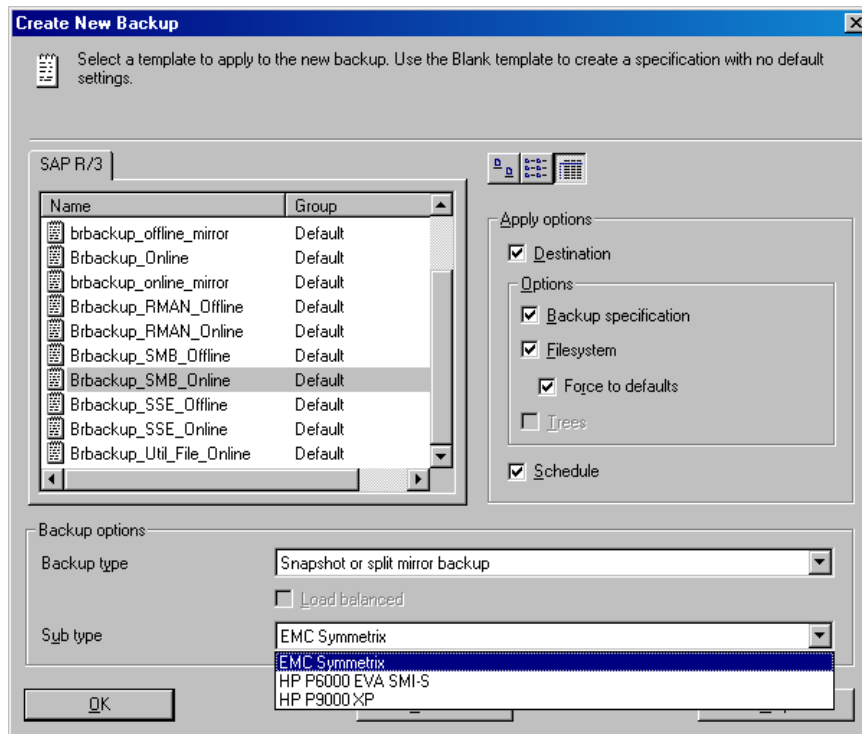 Create New Backup
Select a template to apply to the new backup. Use the Blank template to create a specification with no default
settings.
SAP R/3
Name Group
brbackup_offline_mirror Default
Brbackup_Online Default
brbackup_online_mirror Default
Brbackup_RMAN_Offline Default
Brbackup_RMAN_Online Default
Brbackup_SMB_Offline Default
Brbackup_SMB_Online Default
Brbackup_SSE_Offline Default
Brbackup_SSE_Online Default
Brbackup_Util_File_Online Default
Apply options
Destination
Options
Backup specification
Filesystem
Force to defaults
Trees
Schedule
Backup options
Backup type Snapshot or split mirror backup
Load balanced
Sub type EMC Symmetrix
EMC Symmetrix
HP P6000 EVA SMI-S
HP P9000 XP
OK